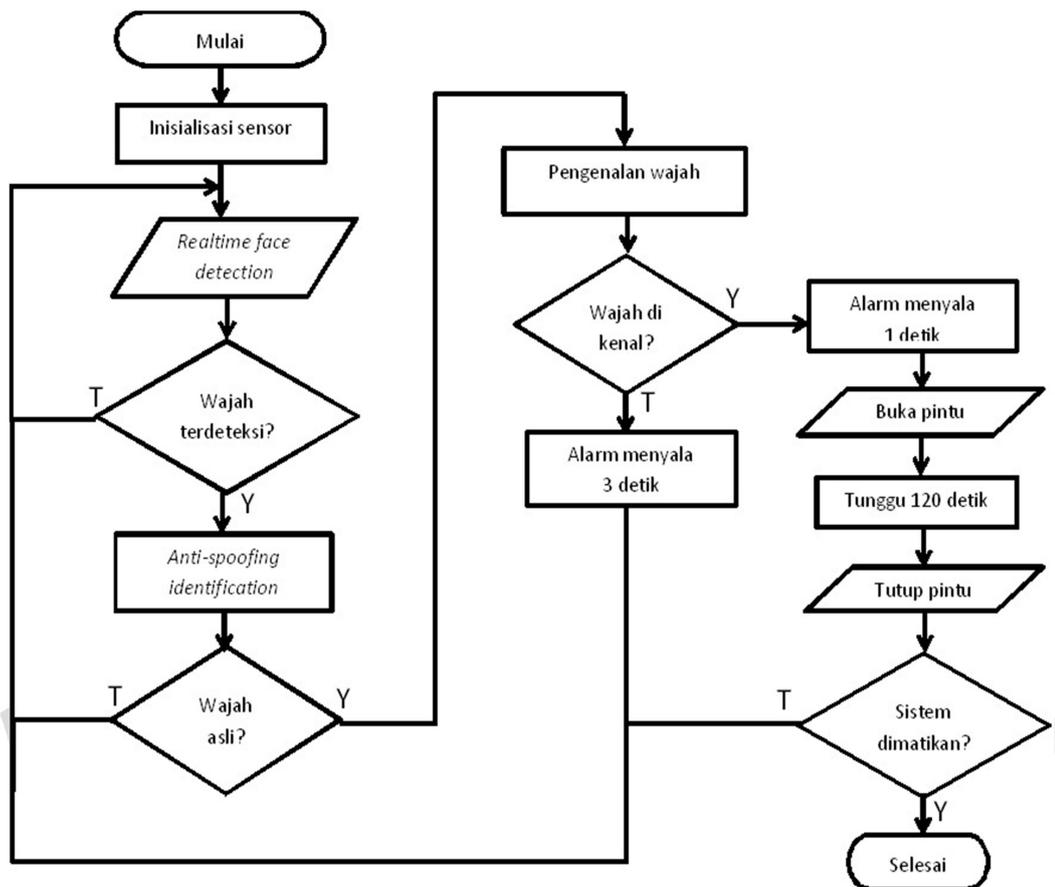 Mulai
Inisialisasi sensor
Realtime face
detection
T
Wajah
terdeteksi?
Y
Anti-spoofing
identification
T
Wajah
asli?
Y
Pengenalan wajah
Wajah di
kenal?
Y
T
Alarm menyala
3 detik
Alarm menyala
1 detik
Buka pintu
Tunggu 120 detik
Tutup pintu
T
Sistem
dimatikan?
Y
Selesai